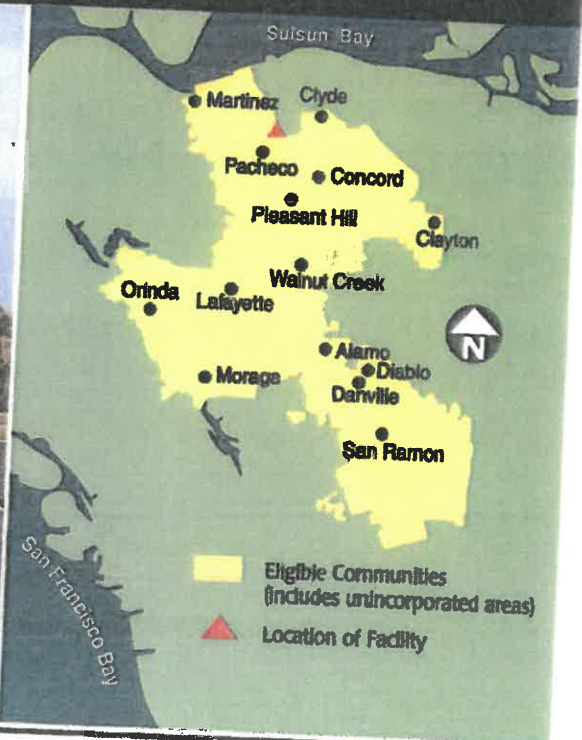 Suisun Bay
Martinez
Clyde
Pacheco
Concord
Pleasant Hill
Clayton
Walnut Creek
Orinda
Lafayette
N
Alamo
Diablo
Moraga
Danville
San Ramon
San Francisco Bay
Eligible Communities
(includes unincorporated areas)
Location of Facility